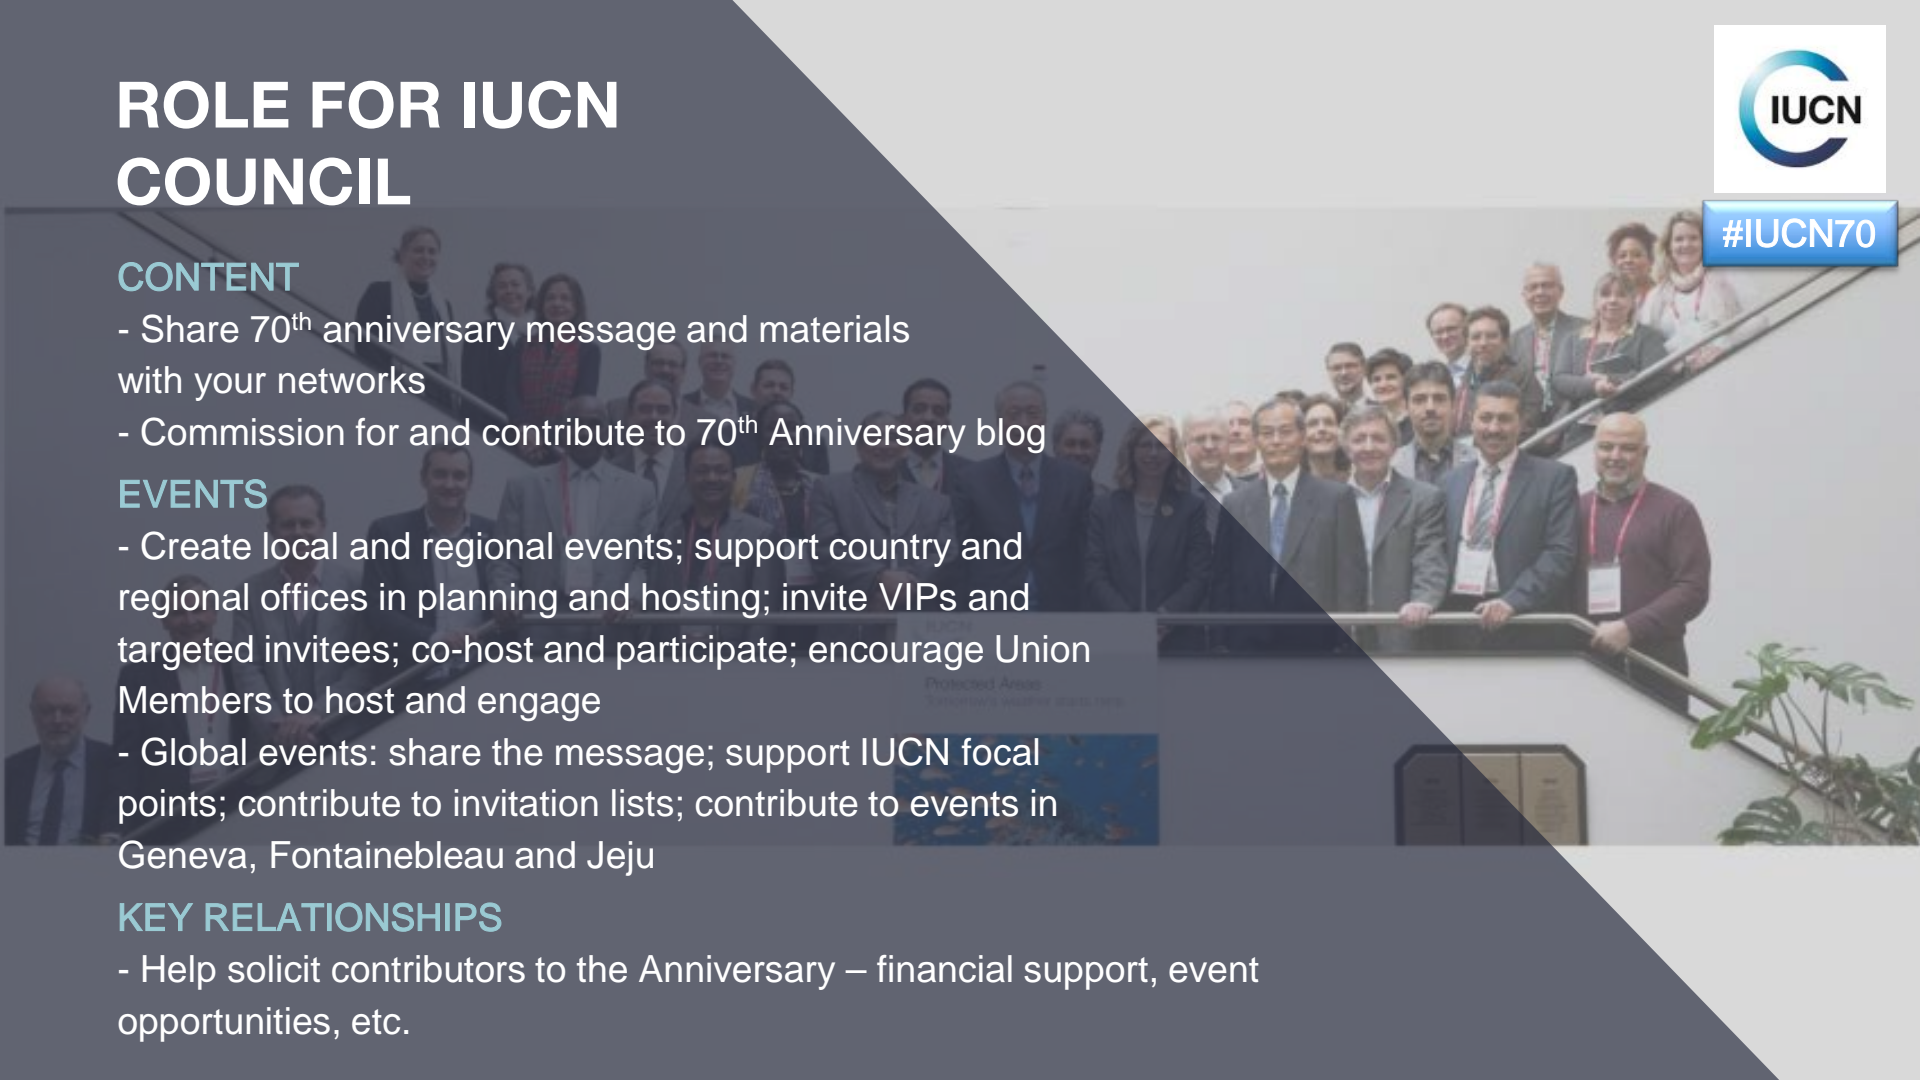 ROLE FOR IUCN
COUNCIL
IUCN
#IUCN70
CONTENT
- Share 70th anniversary message and materials
with your networks
- Commission for and contribute to 70th Anniversary blog
EVENTS
- Create local and regional events; support country and
regional offices in planning and hosting; invite VIPs and
targeted invitees; co-host and participate; encourage Union
Members to host and engage
- Global events: share the message; support IUCN focal
points; contribute to invitation lists; contribute to events in
Geneva, Fontainebleau and Jeju
KEY RELATIONSHIPS
- Help solicit contributors to the Anniversary – financial support, event
opportunities, etc.
IUCN
Protected Areas